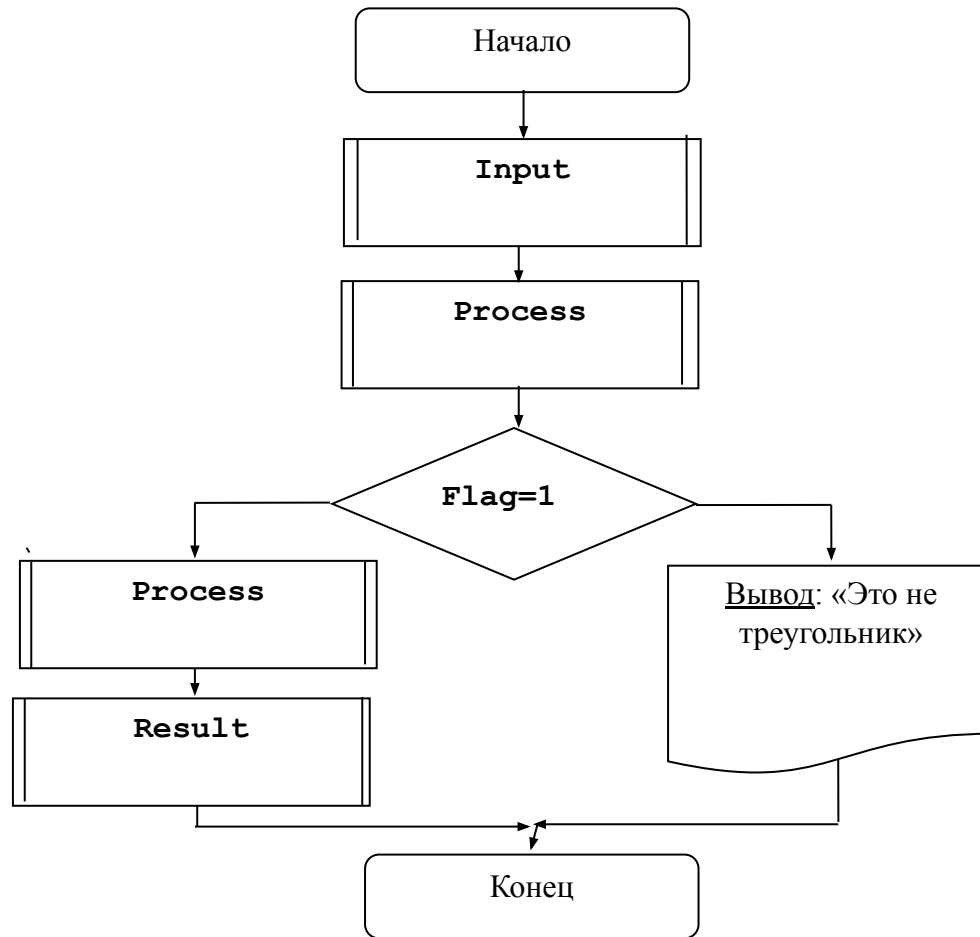 Начало
Input
Process
Flag=1
Process
Вывод: «Это не
треугольник»
Result
Конец